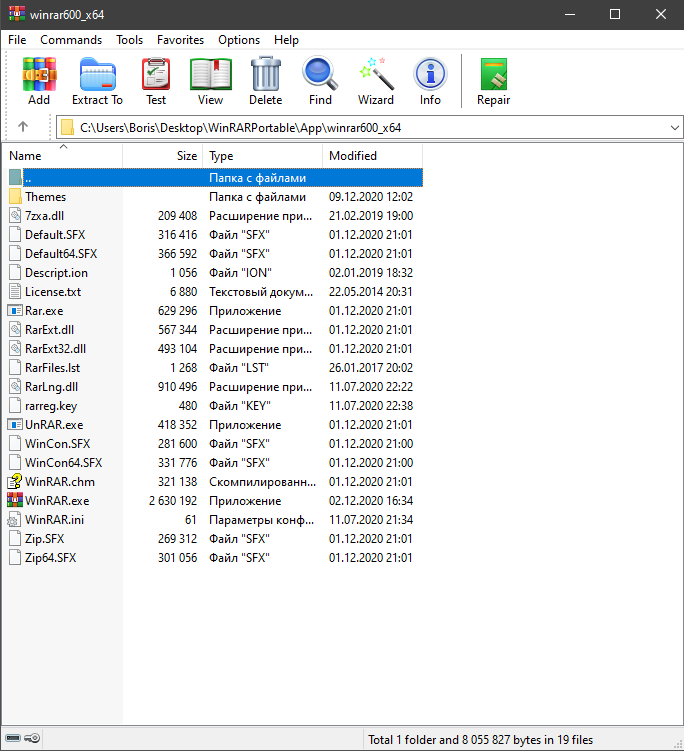 winrar600_x64
File Commands Tools Favorites Options Help
Add Extract To Test View Delete Find Wizard Info Repair
C:\Users\Boris\Desktop\WinRARPortable\App\winrar600_x64
Name Size Type Modified
.. Папка с файлами
Themes Папка с файлами 09.12.2020 12:02
7zxa.dll 209 408 Расширение при... 21.02.2019 19:00
Default.SFX 316 416 Файл "SFX" 01.12.2020 21:01
Default64.SFX 366 592 Файл "SFX" 01.12.2020 21:01
Descript.ion 1 056 Файл "ION" 02.01.2019 18:32
License.txt 6 880 Текстовый докум... 22.05.2014 20:31
Rar.exe 629 296 Приложение 01.12.2020 21:01
RarExt.dll 567 344 Расширение при... 01.12.2020 21:01
RarExt32.dll 493 104 Расширение при... 01.12.2020 21:01
RarFiles.lst 1 268 Файл "LST" 26.01.2017 20:02
RarLng.dll 910 496 Расширение при... 11.07.2020 22:22
rarreg.key 480 Файл "KEY" 11.07.2020 22:38
UnRAR.exe 418 352 Приложение 01.12.2020 21:01
WinCon.SFX 281 600 Файл "SFX" 01.12.2020 21:00
WinCon64.SFX 331 776 Файл "SFX" 01.12.2020 21:00
WinRAR.chm 321 138 Скомпилированн... 01.12.2020 21:01
WinRAR.exe 2 630 192 Приложение 02.12.2020 16:34
WinRAR.ini 61 Параметры конф... 11.07.2020 21:34
Zip.SFX 269 312 Файл "SFX" 01.12.2020 21:01
Zip64.SFX 301 056 Файл "SFX" 01.12.2020 21:01
Total 1 folder and 8 055 827 bytes in 19 files